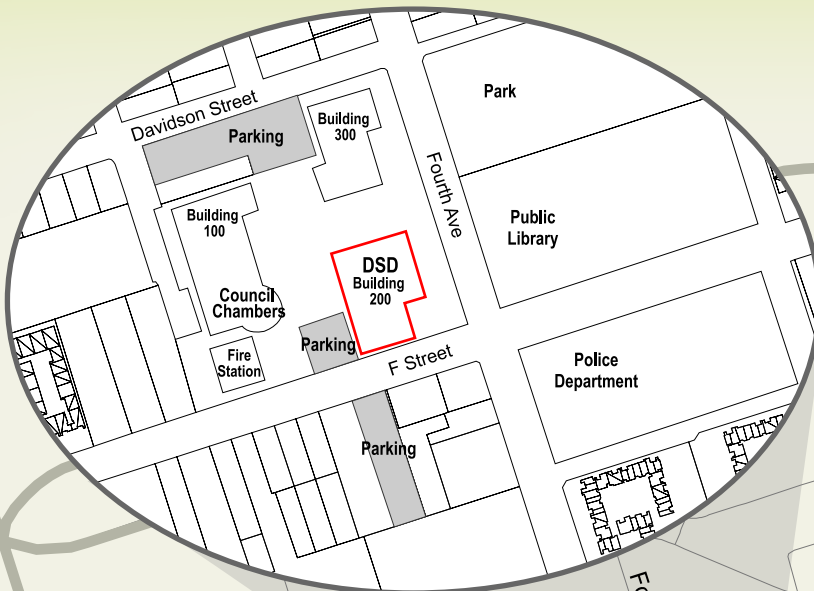 Davidson Street
Parking
Building
300
Park
Fourth Ave
Building
100
Public
Library
DSD
Building
200
Council
Chambers
Parking
Fire
Station
F Street
Police
Department
Parking